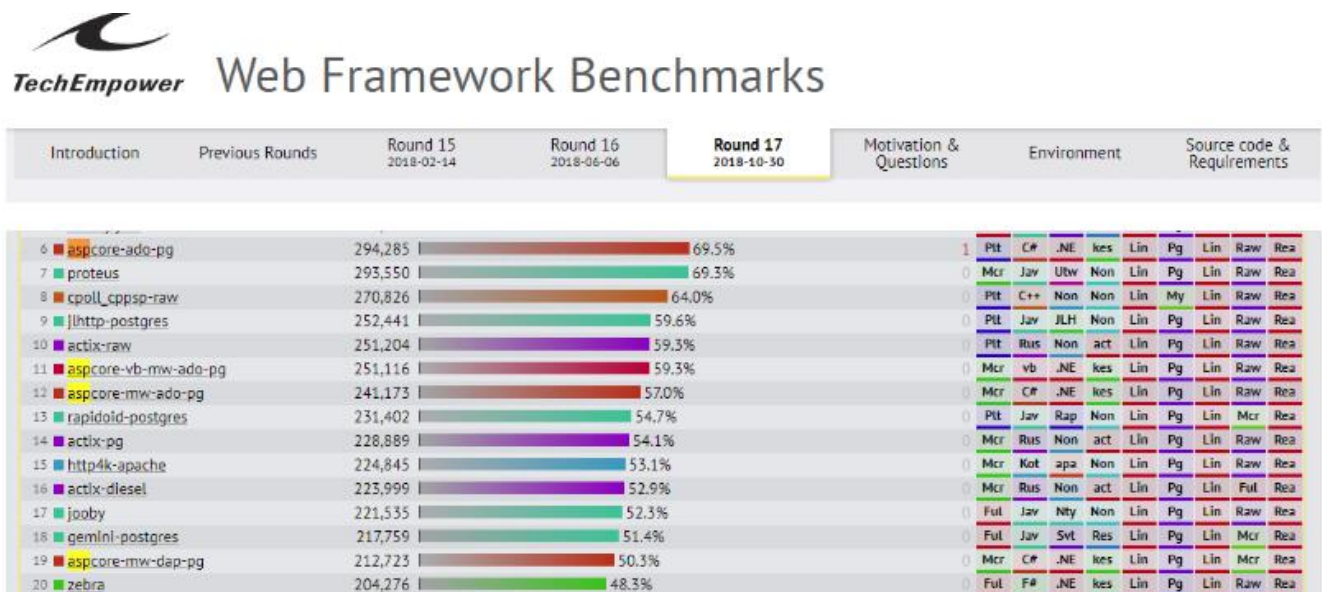 TechEmpower Web Framework Benchmarks
Introduction Previous Rounds Round 15 2018-02-14 Round 16 2018-06-06 Round 17 2018-10-30 Motivation & Questions Environment Source code & Requirements
6 aspcore-ado-pg 294,285 69.5% 1 Plt C# .NE kes Lin Pg Lin Raw Rea
7 proteus 293,550 69.3% 0 Mcr Jav Utw Non Lin Pg Lin Raw Rea
8 cpoll_cppsp-raw 270,826 64.0% 0 Plt C++ Non Non Lin My Lin Raw Rea
9 jlhttp-postgres 252,441 59.6% 0 Plt Jav JLH Non Lin Pg Lin Raw Rea
10 actix-raw 251,204 59.3% 0 Plt Rus Non act Lin Pg Lin Raw Rea
11 aspcore-vb-mw-ado-pg 251,116 59.3% 0 Mcr vb .NE kes Lin Pg Lin Raw Rea
12 aspcore-mw-ado-pg 241,173 57.0% 0 Mcr C# .NE kes Lin Pg Lin Raw Rea
13 rapidoid-postgres 231,402 54.7% 0 Plt Jav Rap Non Lin Pg Lin Mcr Rea
14 actix-pg 228,889 54.1% 0 Mcr Rus Non act Lin Pg Lin Raw Rea
15 http4k-apache 224,845 53.1% 0 Mcr Kot apa Non Lin Pg Lin Raw Rea
16 actix-diesel 223,999 52.9% 0 Mcr Rus Non act Lin Pg Lin Ful Rea
17 jooby 221,535 52.3% 0 Ful Jav Nty Non Lin Pg Lin Raw Rea
18 gemini-postgres 217,759 51.4% 0 Ful Jav Svt Res Lin Pg Lin Mcr Rea
19 aspcore-mw-dap-pg 212,723 50.3% 0 Mcr C# .NE kes Lin Pg Lin Mcr Rea
20 zebra 204,276 48.3% 0 Ful F# .NE kes Lin Pg Lin Raw Rea